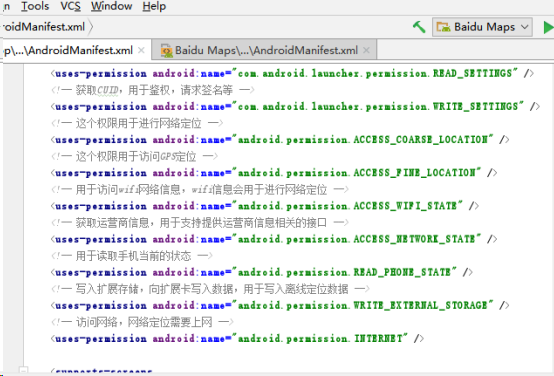 n Tools VCS Window Help
roidManifest.xml
Baidu Maps
p\...\AndroidManifest.xml × Baidu Maps\...\AndroidManifest.xml ×
<uses-permission android:name="com.android.launcher.permission.READ_SETTINGS" />
<!-- 获取CUID，用于鉴权，请求签名等 -->
<uses-permission android:name="com.android.launcher.permission.WRITE_SETTINGS" />
<!-- 这个权限用于进行网络定位 -->
<uses-permission android:name="android.permission.ACCESS_COARSE_LOCATION" />
<!-- 这个权限用于访问GPS定位 -->
<uses-permission android:name="android.permission.ACCESS_FINE_LOCATION" />
<!-- 用于访问wifi网络信息，wifi信息会用于进行网络定位 -->
<uses-permission android:name="android.permission.ACCESS_WIFI_STATE" />
<!-- 获取运营商信息，用于支持提供运营商信息相关的接口 -->
<uses-permission android:name="android.permission.ACCESS_NETWORK_STATE" />
<!-- 用于读取手机当前的状态 -->
<uses-permission android:name="android.permission.READ_PHONE_STATE" />
<!-- 写入扩展存储，向扩展卡写入数据，用于写入离线定位数据 -->
<uses-permission android:name="android.permission.WRITE_EXTERNAL_STORAGE" />
<!-- 访问网络，网络定位需要上网 -->
<uses-permission android:name="android.permission.INTERNET" />
<supports-screens